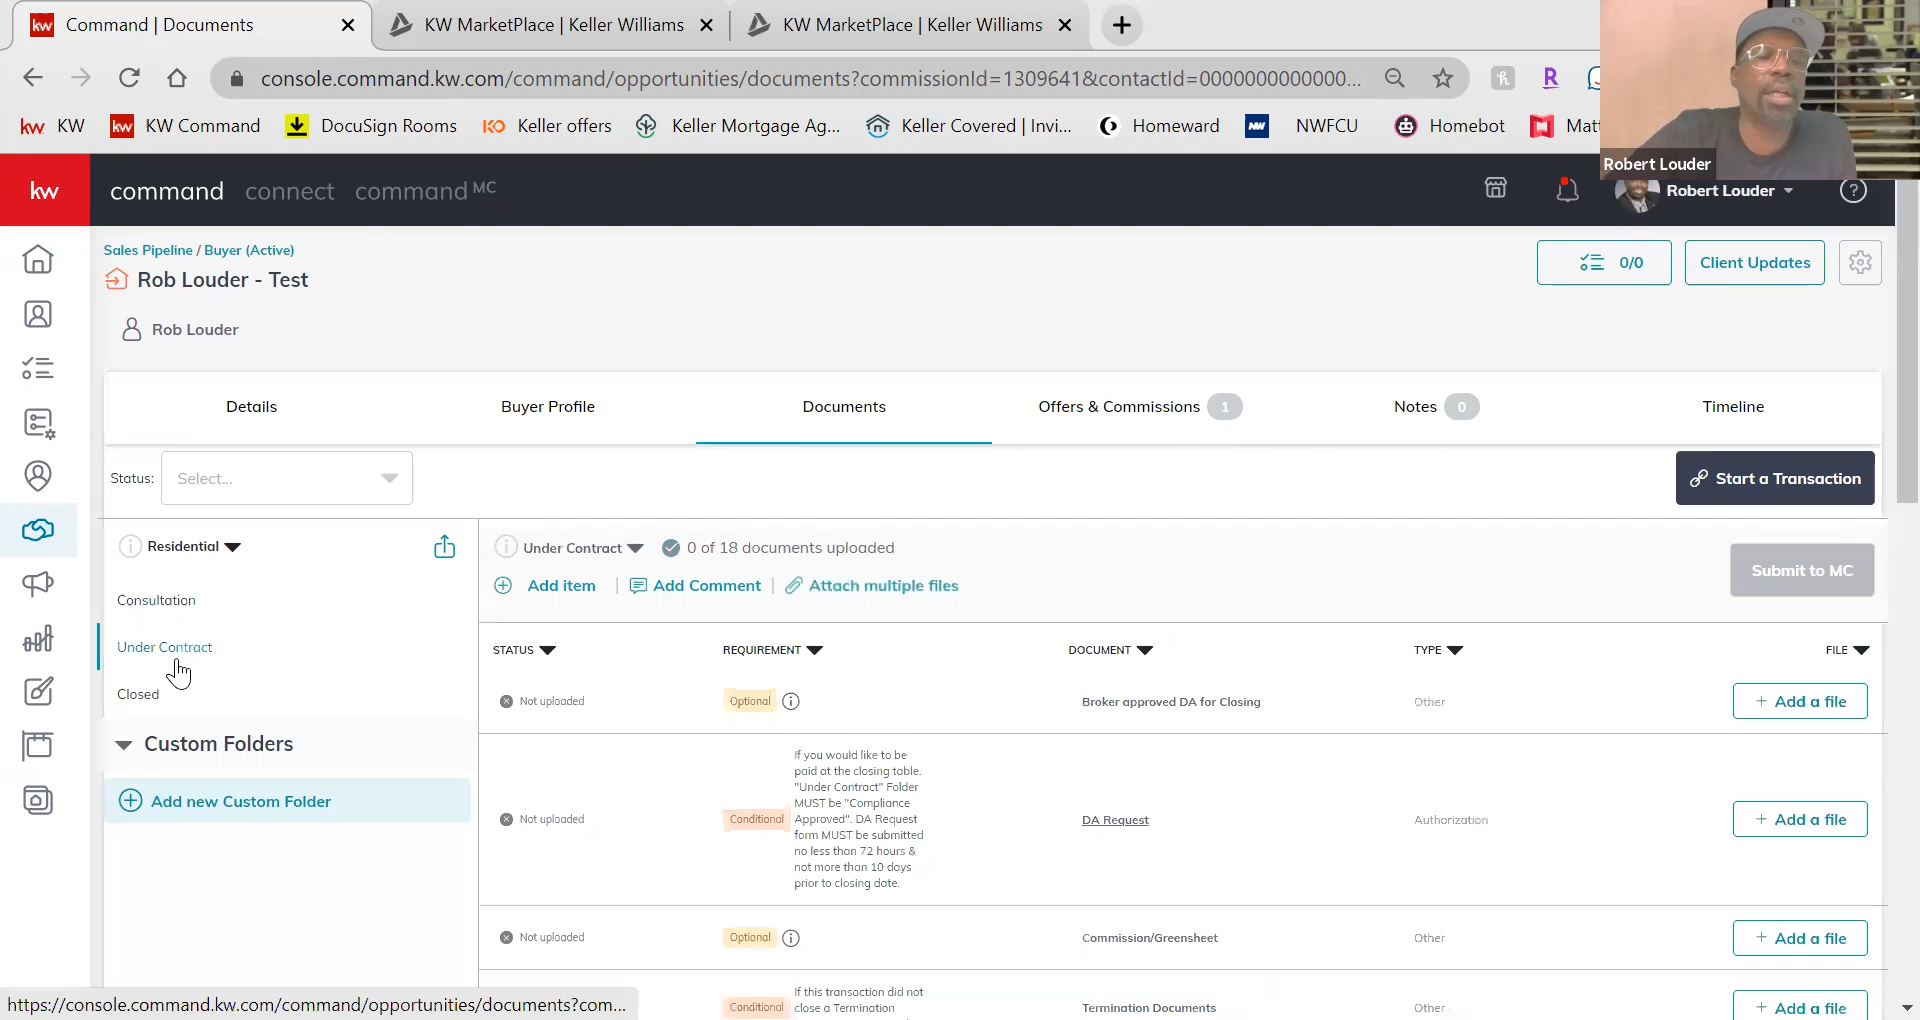 Command | Documents
KW MarketPlace | Keller Williams
KW MarketPlace | Keller Williams
console.command.kw.com/command/opportunities/documents?commissionId=1309641&contactId=0000000000000...
KW
KW Command
DocuSign Rooms
Keller offers
Keller Mortgage Ag...
Keller Covered | Invi...
Homeward
NWFCU
Homebot
Matt
Robert Louder
kw
command
connect
command MC
Robert Louder
Sales Pipeline / Buyer (Active)
Rob Louder - Test
0/0
Client Updates
Rob Louder
Details
Buyer Profile
Documents
Offers & Commissions 1
Notes 0
Timeline
Status:
Select...
Start a Transaction
Residential
Under Contract
0 of 18 documents uploaded
Submit to MC
Add item
Add Comment
Attach multiple files
Consultation
Under Contract
Closed
Custom Folders
Add new Custom Folder
STATUS
REQUIREMENT
DOCUMENT
TYPE
FILE
Not uploaded
Optional
Broker approved DA for Closing
Other
+ Add a file
Not uploaded
Conditional
If you would like to be
paid at the closing table.
"Under Contract" Folder
MUST be "Compliance
Approved". DA Request
form MUST be submitted
no less than 72 hours &
not more than 10 days
prior to closing date.
DA Request
Authorization
+ Add a file
Not uploaded
Optional
Commission/Greensheet
Other
+ Add a file
Conditional
If this transaction did not
close a Termination
Termination Documents
Other
+ Add a file
https://console.command.kw.com/command/opportunities/documents?com...